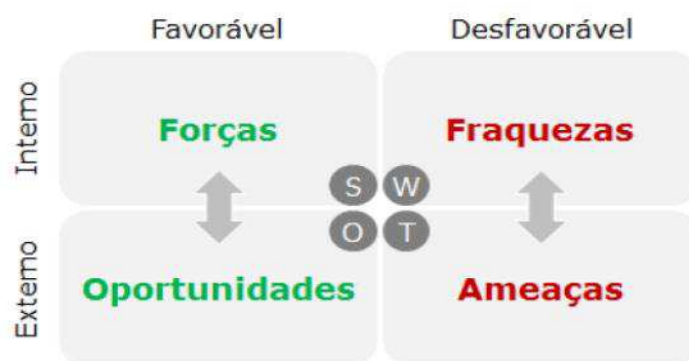 Favorável Desfavorável
Interno
Forças Fraquezas
S W
O T
Externo
Oportunidades Ameaças